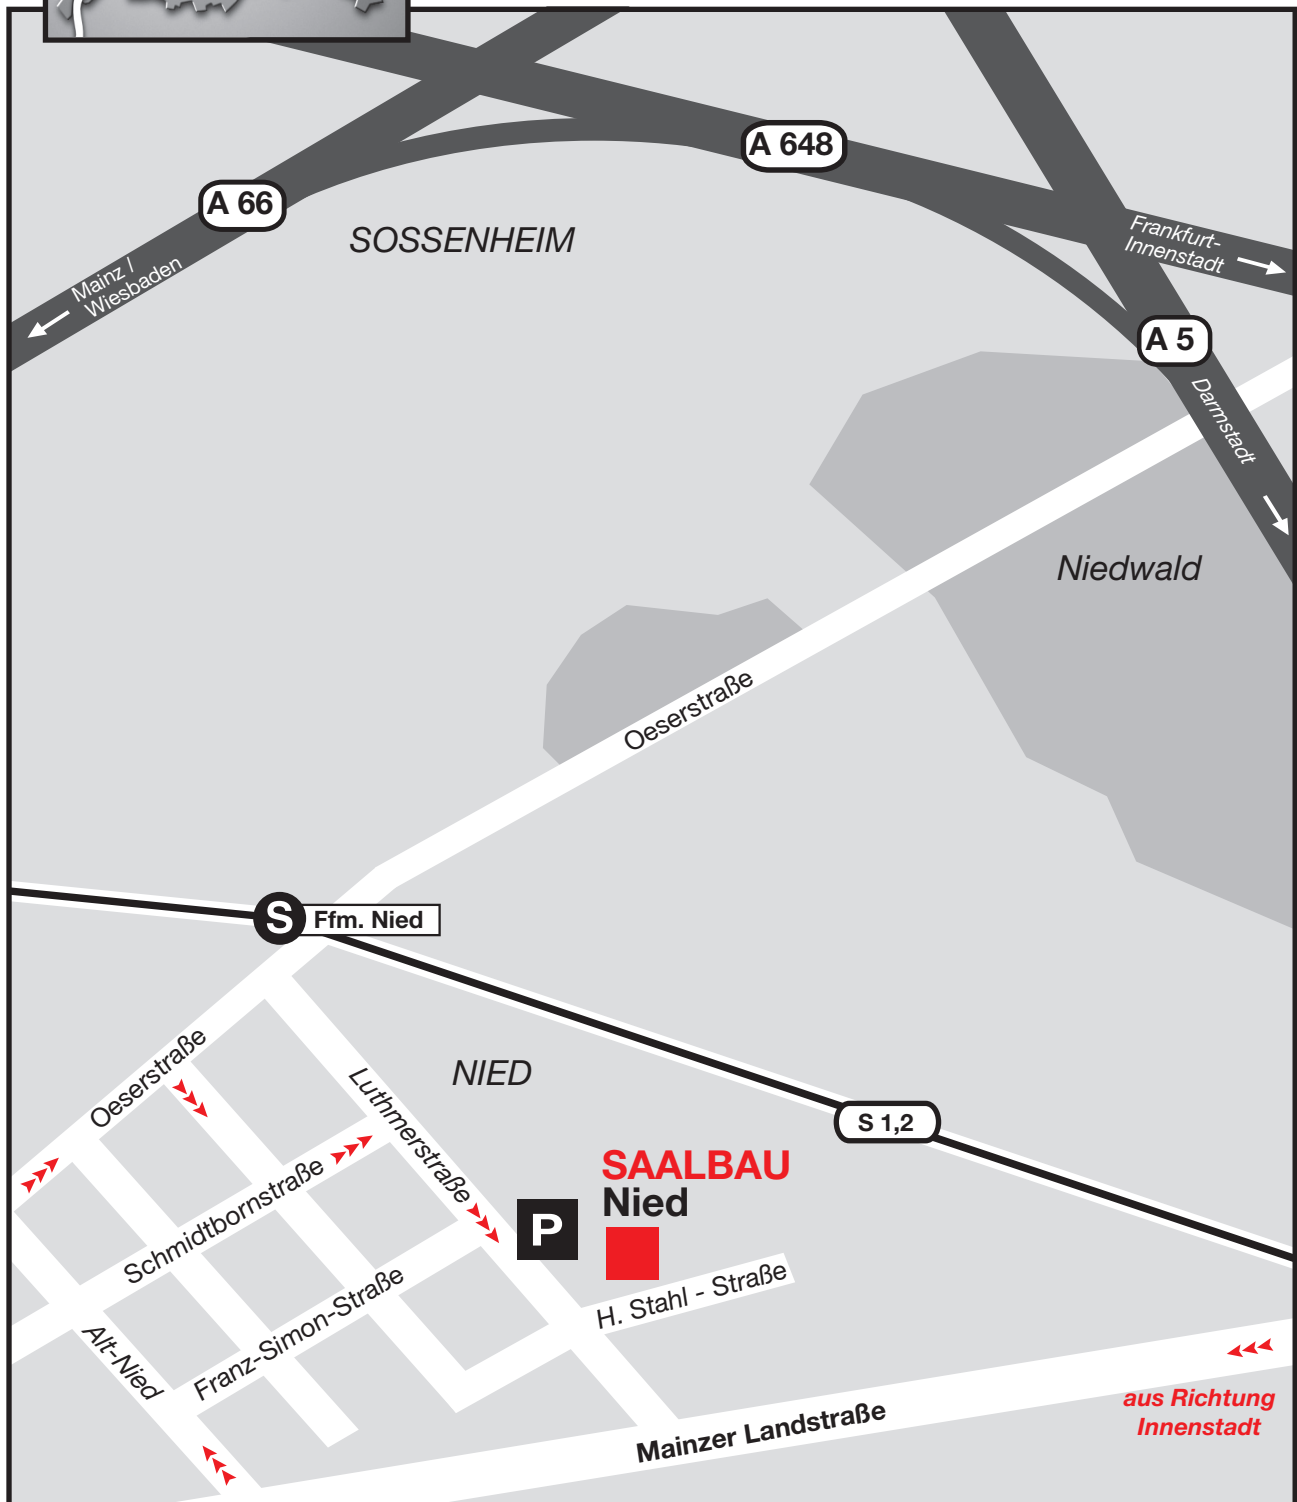 A 648
A 66
SOSSENHEIM
Frankfurt-
Innenstadt
Mainz /
Wiesbaden
A 5
Darmstadt
Niedwald
Oeserstraße
S
Ffm. Nied
Oeserstraße
NIED
Luthmerstraße
S 1,2
SAALBAU
Nied
P
Schmidtbornstraße
H. Stahl - Straße
Franz-Simon-Straße
Alt-Nied
aus Richtung
Innenstadt
Mainzer Landstraße